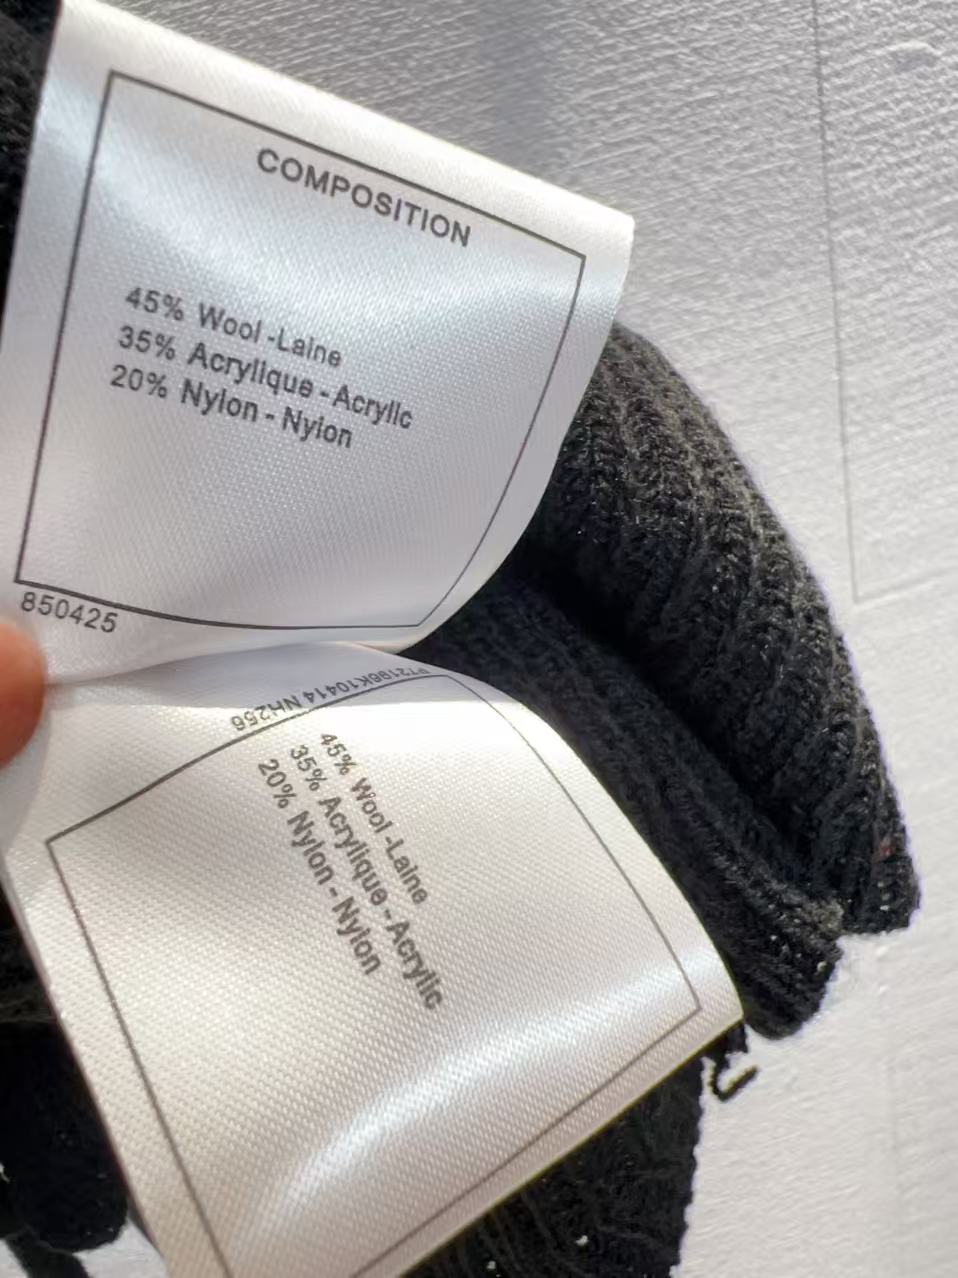 COMPOSITION
45% Wool -Laine
35% Acrylique - Acrylic
20% Nylon - Nylon
850425
P72196K10414 NH256
45% Wool -Laine
35% Acrylique - Acrylic
20% Nylon - Nylon